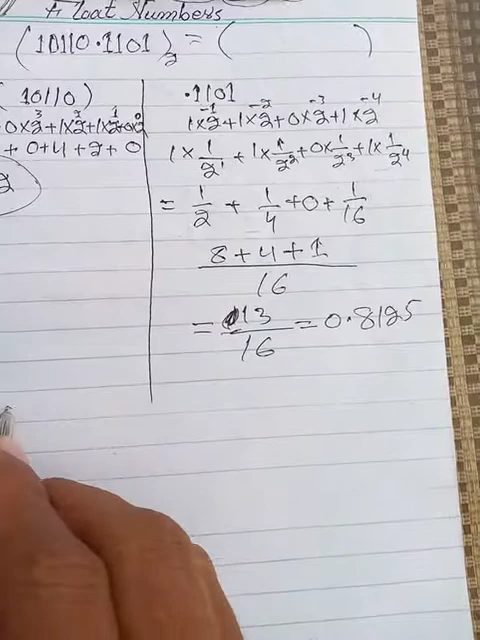 Float Numbers
(10110.1101)₂ = ( )
(10110)
0×2³+1×2²+1×2¹+0×2⁰
+ 0+4+2+0
2
.1101
1×2⁻¹+1×2⁻²+0×2⁻³+1×2⁻⁴
1×1/2¹+1×1/2²+0×1/2³+1×1/2⁴
= 1/2 + 1/4 +0+ 1/16
8+4+1
16
= 13/16 = 0.8125